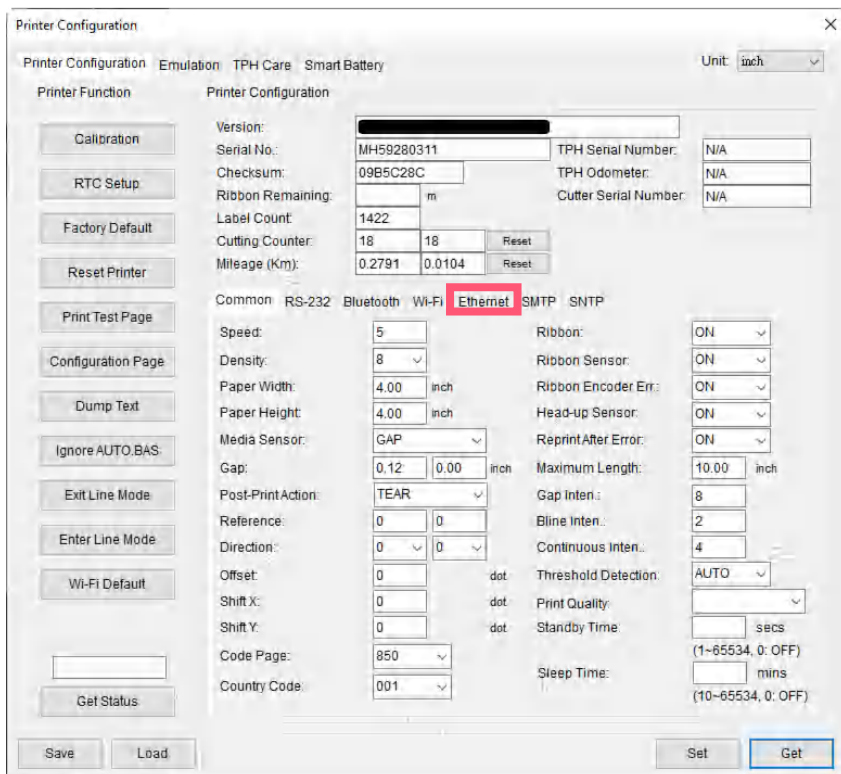 Printer Configuration
Printer Configuration Emulation TPH Care Smart Battery Unit: inch
Printer Function Printer Configuration
Calibration
RTC Setup
Factory Default
Reset Printer
Print Test Page
Configuration Page
Dump Text
Ignore AUTO.BAS
Exit Line Mode
Enter Line Mode
Wi-Fi Default
Get Status
Version:
Serial No.: MH59280311 TPH Serial Number: N/A
Checksum: 09B5C28C TPH Odometer: N/A
Ribbon Remaining: m Cutter Serial Number: N/A
Label Count: 1422
Cutting Counter: 18 18 Reset
Mileage (Km): 0.2791 0.0104 Reset
Common RS-232 Bluetooth Wi-Fi Ethernet SMTP SNTP
Speed: 5 Ribbon: ON
Density: 8 Ribbon Sensor: ON
Paper Width: 4.00 inch Ribbon Encoder Err.: ON
Paper Height: 4.00 inch Head-up Sensor: ON
Media Sensor: GAP Reprint After Error: ON
Gap: 0.12 0.00 inch Maximum Length: 10.00 inch
Post-Print Action: TEAR Gap Inten.: 8
Reference: 0 0 Bline Inten.: 2
Direction: 0 0 Continuous Inten.: 4
Offset: 0 dot Threshold Detection: AUTO
Shift X: 0 dot Print Quality:
Shift Y: 0 dot Standby Time: secs
Code Page: 850 (1~65534, 0: OFF)
Country Code: 001 Sleep Time: mins
(10~65534, 0: OFF)
Save Load Set Get